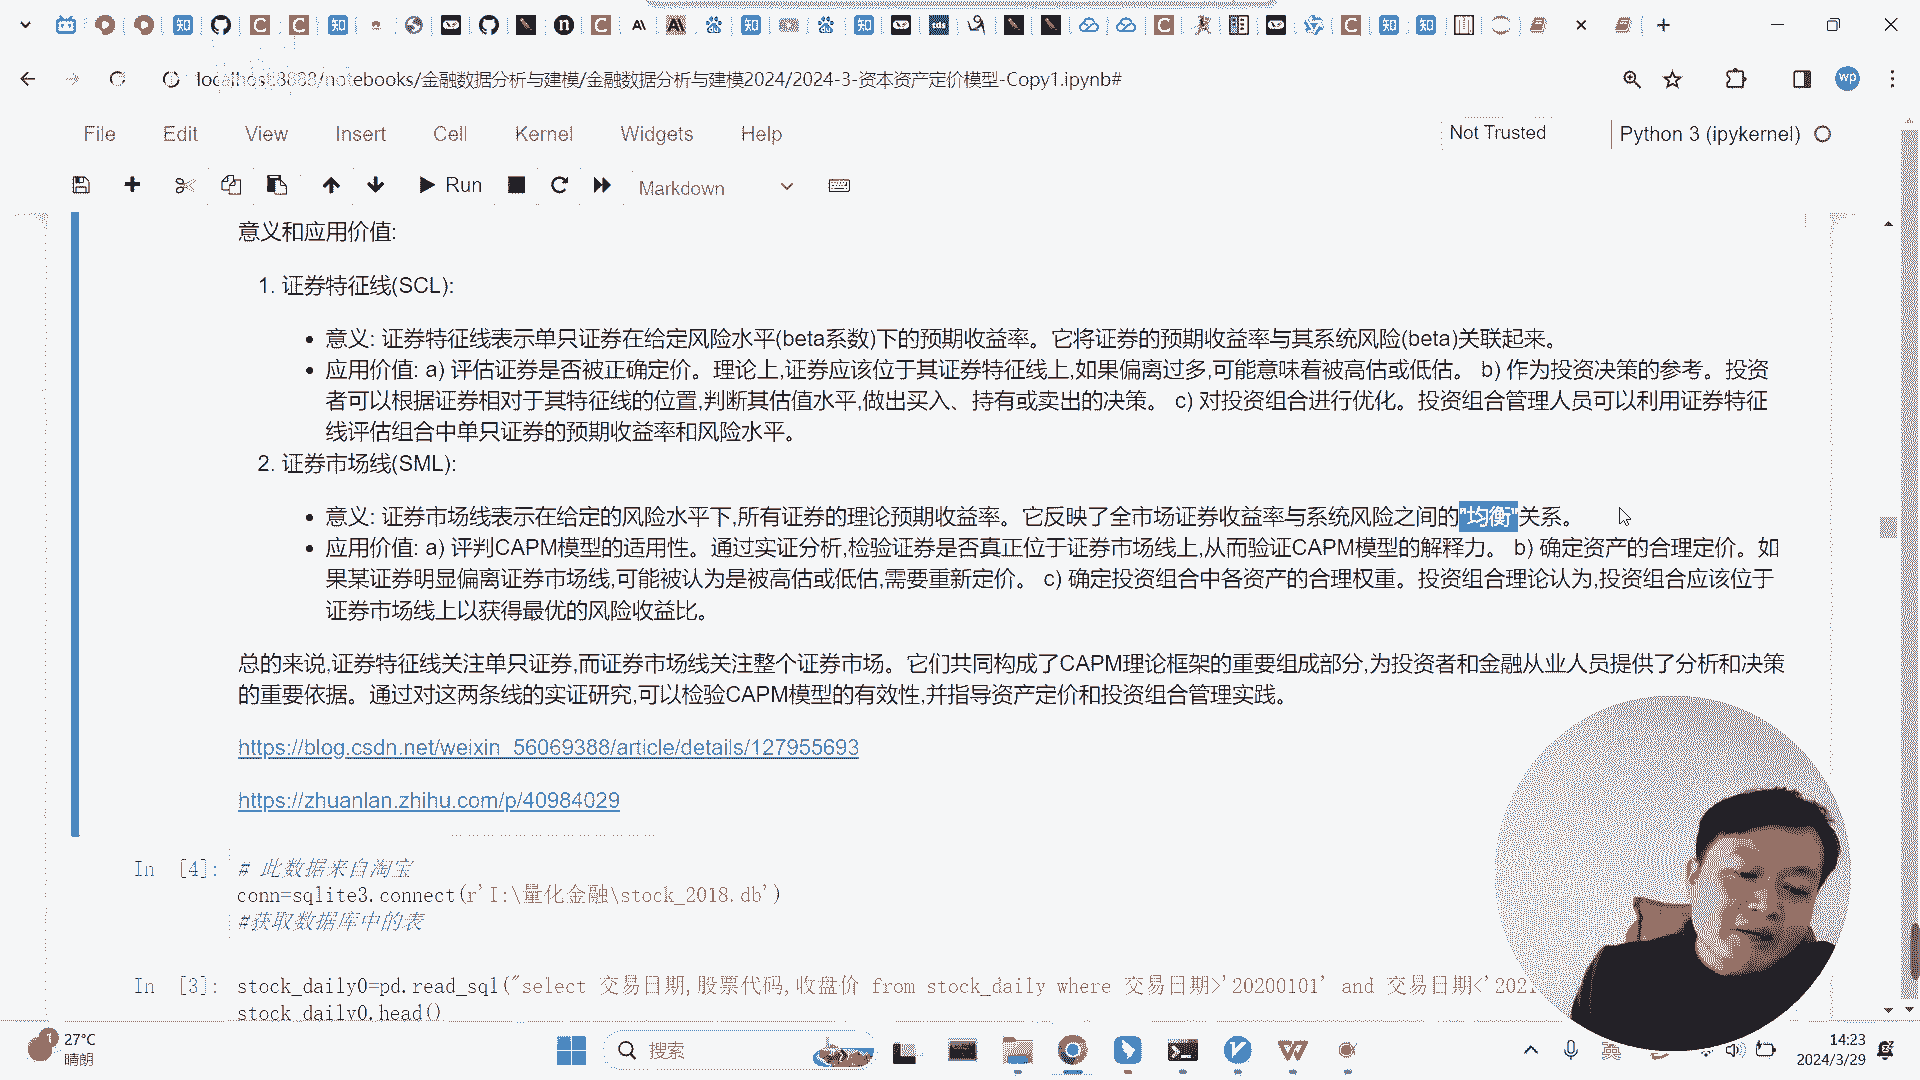 localhost:8888/notebooks/金融数据分析与建模/金融数据分析与建模2024/2024-3-资本资产定价模型-Copy1.ipynb#
wp
File Edit View Insert Cell Kernel Widgets Help
Not Trusted
Python 3 (ipykernel)
Run
Markdown
意义和应用价值:
1. 证券特征线(SCL):
• 意义: 证券特征线表示单只证券在给定风险水平(beta系数)下的预期收益率。它将证券的预期收益率与其系统风险(beta)关联起来。
• 应用价值: a) 评估证券是否被正确定价。理论上,证券应该位于其证券特征线上,如果偏离过多,可能意味着被高估或低估。 b) 作为投资决策的参考。投资
者可以根据证券相对于其特征线的位置,判断其估值水平,做出买入、持有或卖出的决策。 c) 对投资组合进行优化。投资组合管理人员可以利用证券特征
线评估组合中单只证券的预期收益率和风险水平。
2. 证券市场线(SML):
• 意义: 证券市场线表示在给定的风险水平下,所有证券的理论预期收益率。它反映了全市场证券收益率与系统风险之间的"均衡"关系。
• 应用价值: a) 评判CAPM模型的适用性。通过实证分析,检验证券是否真正位于证券市场线上,从而验证CAPM模型的解释力。 b) 确定资产的合理定价。如
果某证券明显偏离证券市场线,可能被认为是被高估或低估,需要重新定价。 c) 确定投资组合中各资产的合理权重。投资组合理论认为,投资组合应该位于
证券市场线上以获得最优的风险收益比。
总的来说,证券特征线关注单只证券,而证券市场线关注整个证券市场。它们共同构成了CAPM理论框架的重要组成部分,为投资者和金融从业人员提供了分析和决策
的重要依据。通过对这两条线的实证研究,可以检验CAPM模型的有效性,并指导资产定价和投资组合管理实践。
https://blog.csdn.net/weixin_56069388/article/details/127955693
https://zhuanlan.zhihu.com/p/40984029
In [4]: # 此数据来自淘宝
conn=sqlite3.connect(r'I:\量化金融\stock_2018.db')
#获取数据库中的表
In [3]: stock_daily0=pd.read_sql("select 交易日期,股票代码,收盘价 from stock_daily where 交易日期>'20200101' and 交易日期<'2021
stock_daily0.head()
1
27°C
晴朗
搜索
英
14:23
2024/3/29